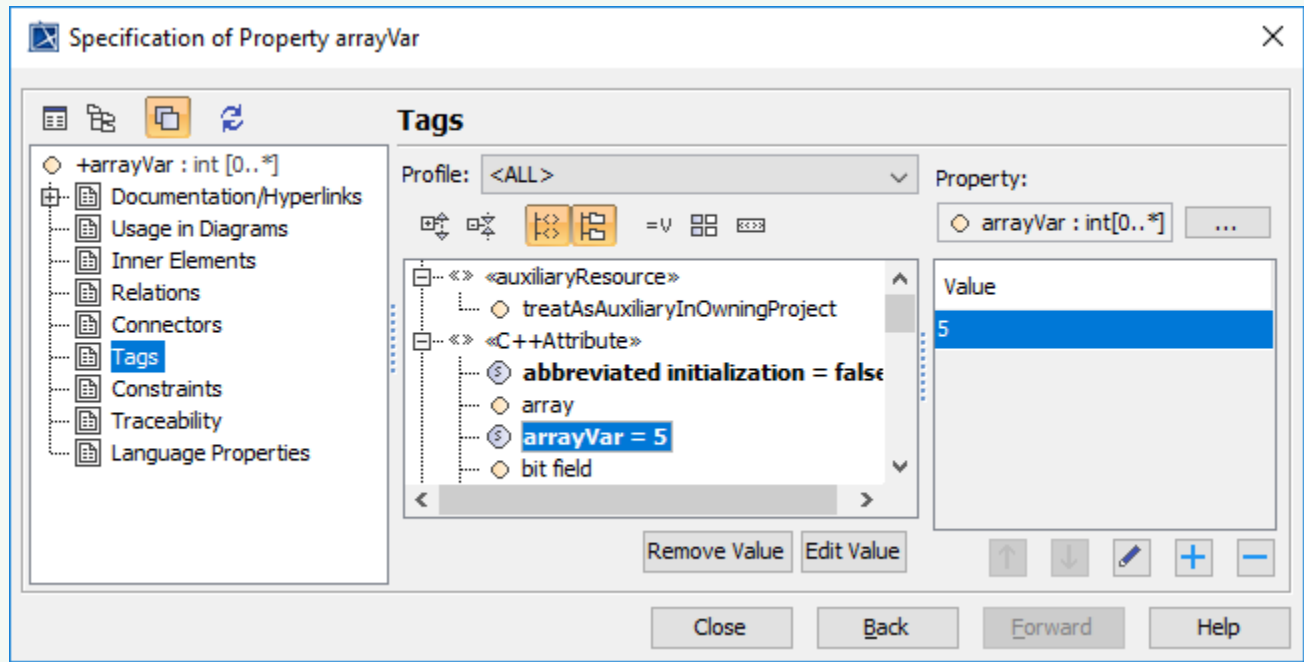 Specification of Property arrayVar
+arrayVar : int [0..*]
Documentation/Hyperlinks
Usage in Diagrams
Inner Elements
Relations
Connectors
Tags
Constraints
Traceability
Language Properties
Tags
Profile: <ALL>
=V
«» «auxiliaryResource»
treatAsAuxiliaryInOwningProject
«» «C++Attribute»
S abbreviated initialization = false
array
S arrayVar = 5
bit field
Remove Value Edit Value
Property:
arrayVar : int[0..*] ...
Value
5
Close Back Forward Help